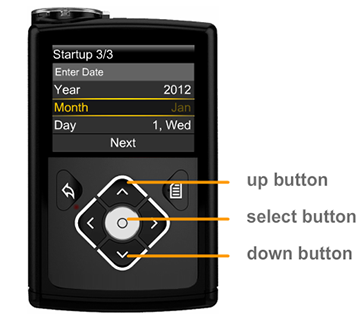 Startup 3/3
Enter Date
Year 2012
Month Jan
Day 1, Wed
Next
up button
select button
down button